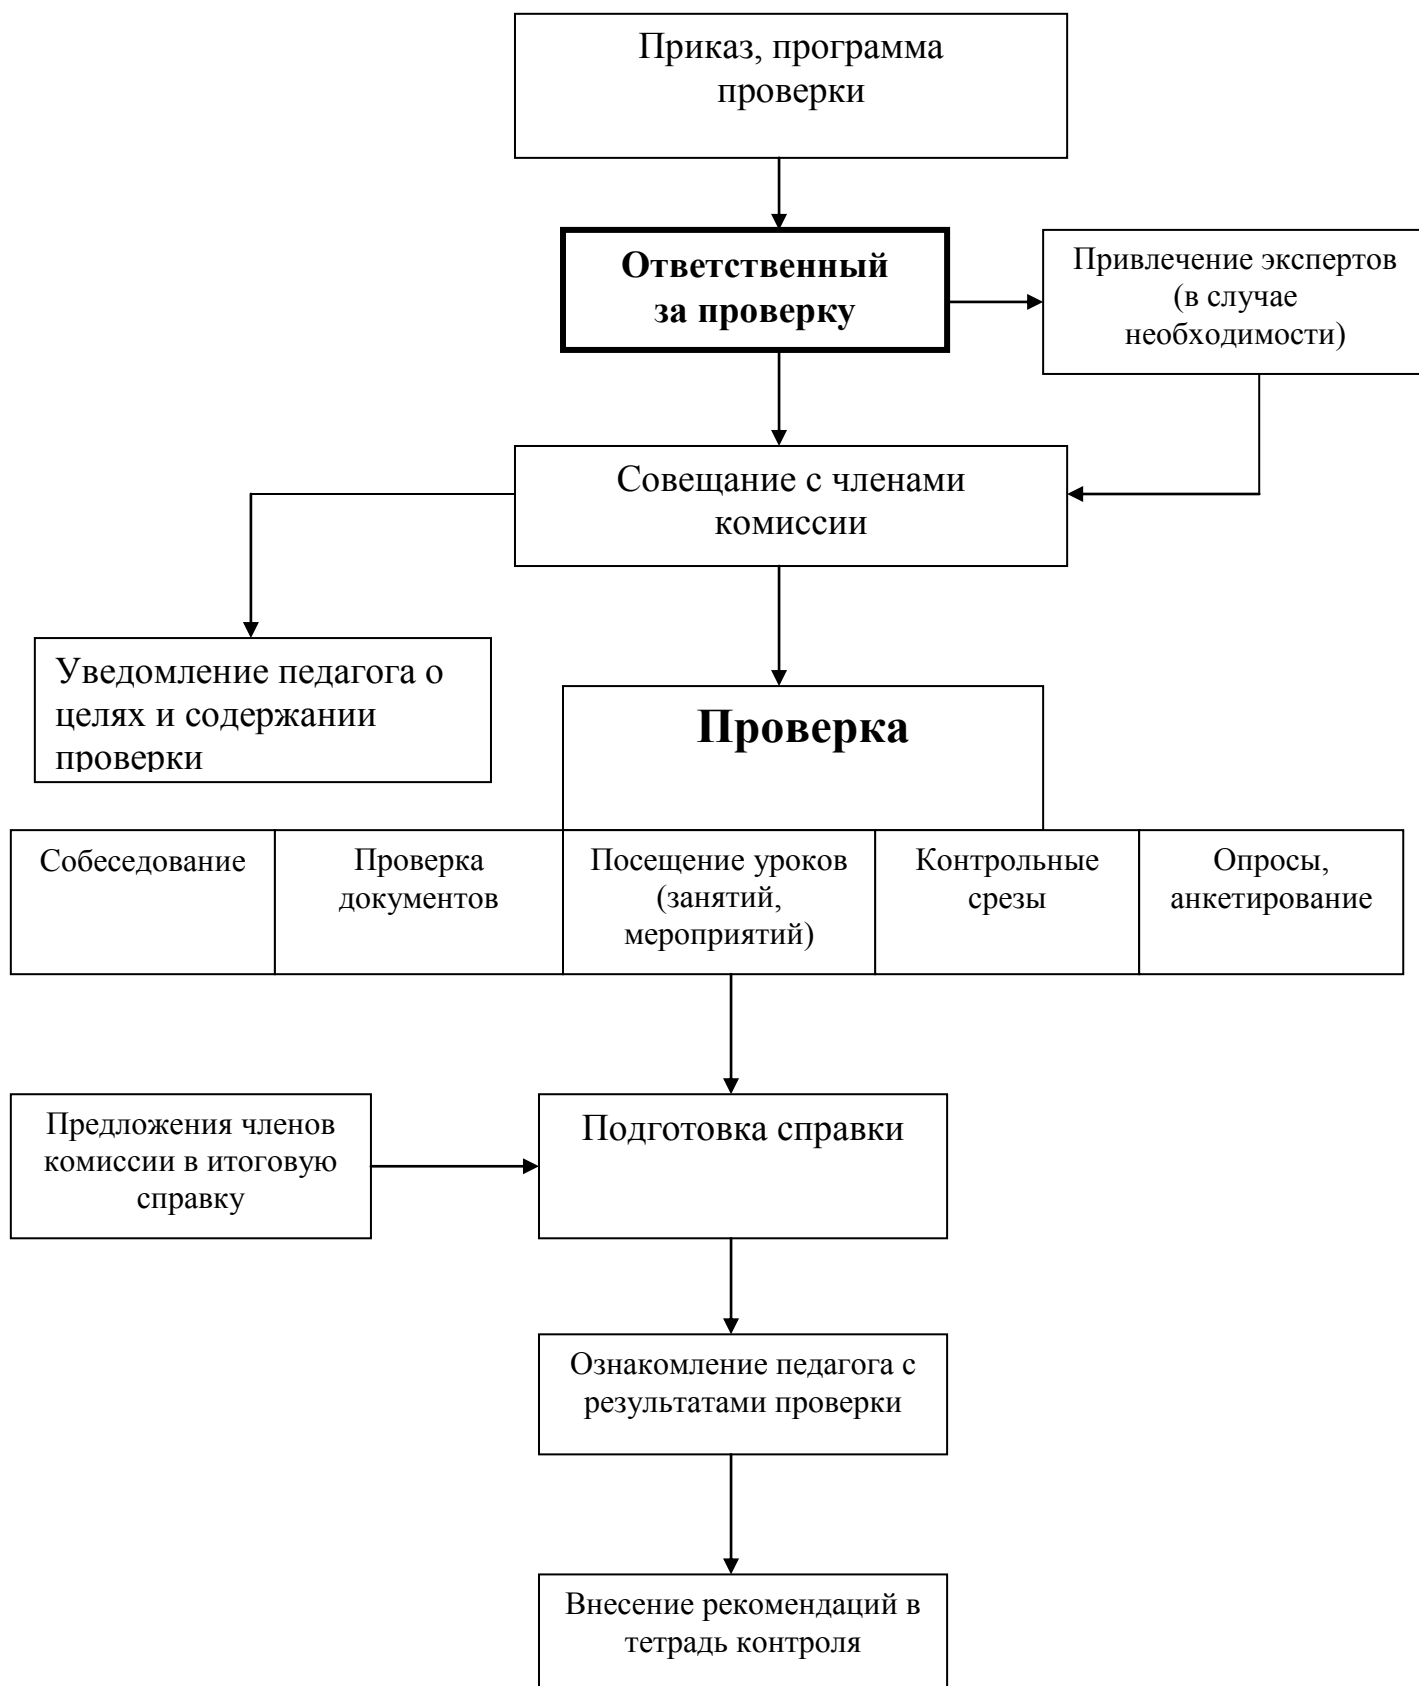 Приказ, программа
проверки
Ответственный
за проверку
Привлечение экспертов
(в случае
необходимости)
Совещание с членами
комиссии
Уведомление педагога о
целях и содержании
проверки
Проверка
Собеседование
Проверка
документов
Посещение уроков
(занятий,
мероприятий)
Контрольные
срезы
Опросы,
анкетирование
Предложения членов
комиссии в итоговую
справку
Подготовка справки
Ознакомление педагога с
результатами проверки
Внесение рекомендаций в
тетрадь контроля